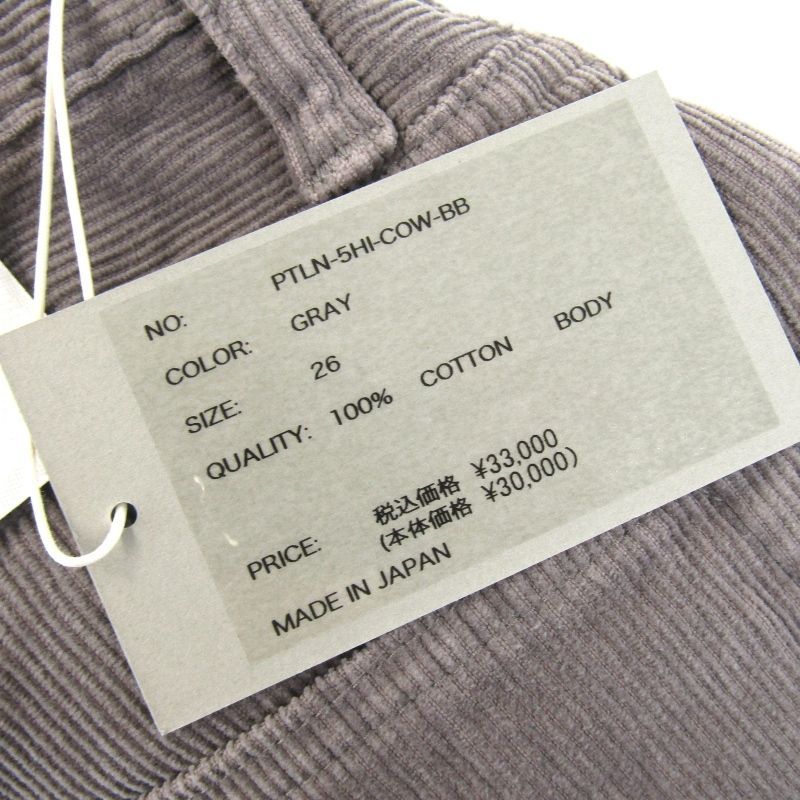 NO: PTLN-5HI-COW-BB
COLOR: GRAY
SIZE: 26
QUALITY: 100% COTTON BODY
税込価格 ¥33,000
PRICE: (本体価格 ¥30,000)
MADE IN JAPAN